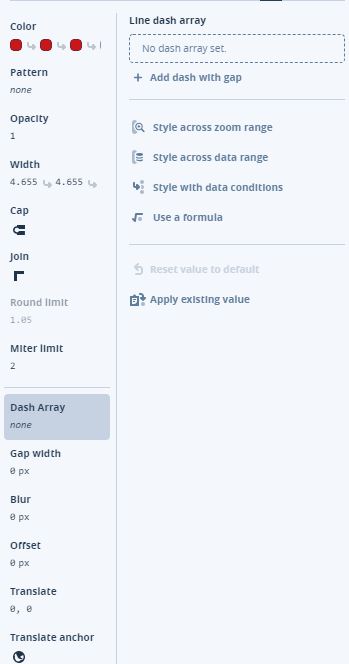 Color
Pattern
none
Opacity
1
Width
4.655 4.655
Cap
Join
Round limit
1.05
Miter limit
2
Dash Array
none
Gap width
0 px
Blur
0 px
Offset
0 px
Translate
0, 0
Translate anchor
Line dash array
No dash array set.
+ Add dash with gap
Style across zoom range
Style across data range
Style with data conditions
Use a formula
Reset value to default
Apply existing value